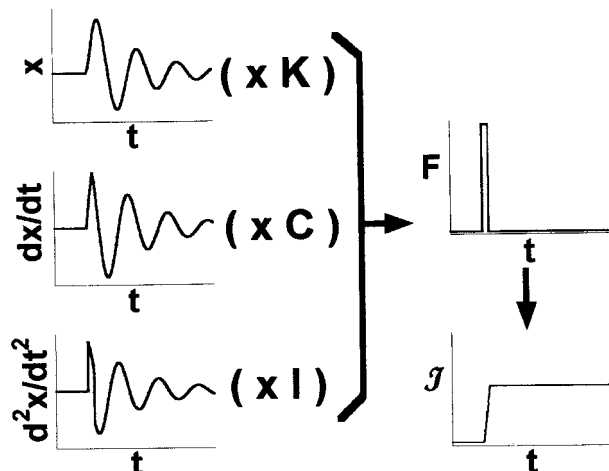 x
( x K )
t
dx/dt
( x C )
t
d²x/dt²
( x I )
t
F
t
𝒥
t